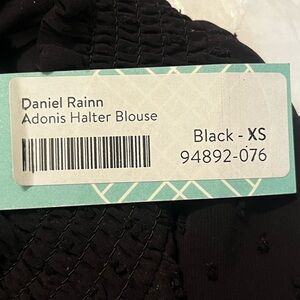 Daniel Rainn
Adonis Halter Blouse
Black - XS
94892-076